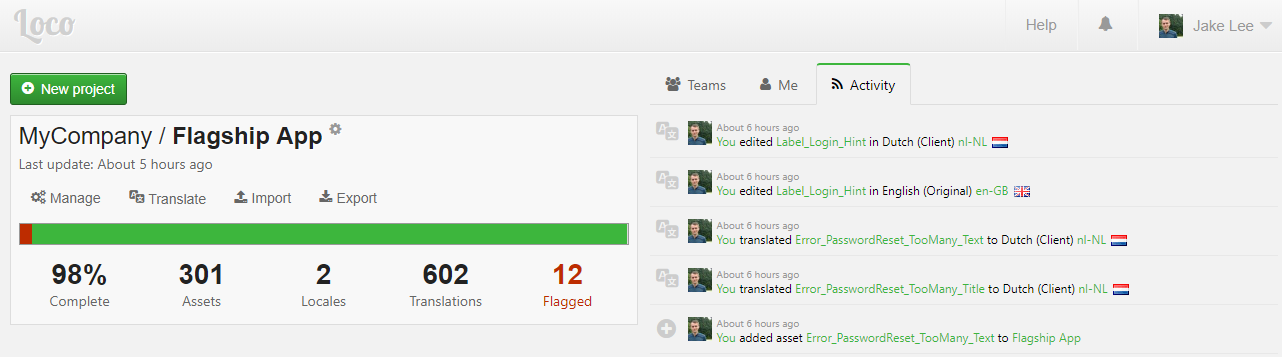 Loco
Help
Jake Lee
New project
MyCompany / Flagship App
Last update: About 5 hours ago
Manage
Translate
Import
Export
98%
Complete
301
Assets
2
Locales
602
Translations
12
Flagged
Teams
Me
Activity
About 6 hours ago
You edited Label_Login_Hint in Dutch (Client) nl-NL
About 6 hours ago
You edited Label_Login_Hint in English (Original) en-GB
About 6 hours ago
You translated Error_PasswordReset_TooMany_Text to Dutch (Client) nl-NL
About 6 hours ago
You translated Error_PasswordReset_TooMany_Title to Dutch (Client) nl-NL
About 6 hours ago
You added asset Error_PasswordReset_TooMany_Text to Flagship App